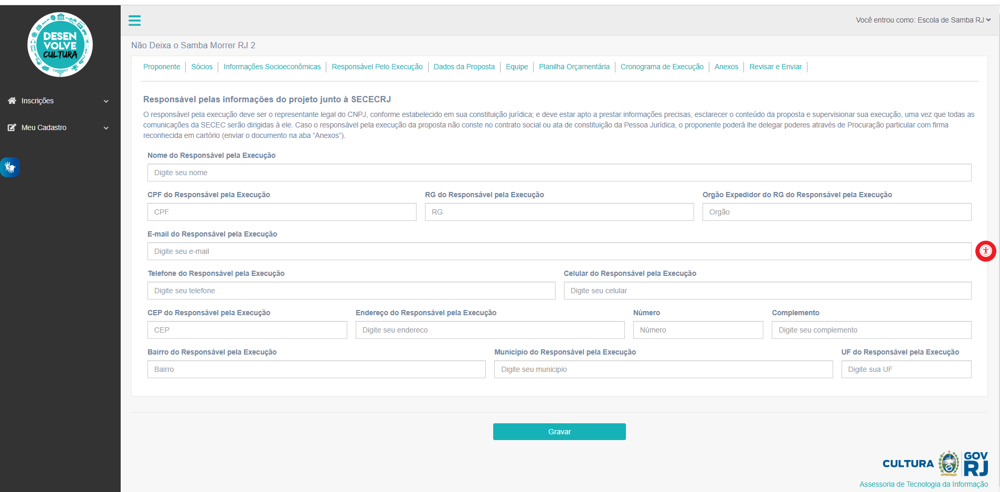 DESEN
VOLVE
CULTURA
Você entrou como: Escola de Samba RJ
Inscrições
Meu Cadastro
Não Deixa o Samba Morrer RJ 2
Proponente Sócios Informações Socioeconômicas Responsável Pelo Execução Dados da Proposta Equipe Planilha Orçamentária Cronograma de Execução Anexos Revisar e Enviar
Responsável pelas informações do projeto junto à SECECRJ
O responsável pela execução deve ser o representante legal do CNPJ, conforme estabelecido em sua constituição jurídica; e deve estar apto a prestar informações precisas, esclarecer o conteúdo da proposta e supervisionar sua execução, uma vez que todas as
comunicações da SECEC serão dirigidas à ele. Caso o responsável pela execução da proposta não conste no contrato social ou ata de constituição da Pessoa Jurídica, o proponente poderá lhe delegar poderes através de Procuração particular com firma
reconhecida em cartório (enviar o documento na aba “Anexos”).
Nome do Responsável pela Execução
Digite seu nome
CPF do Responsável pela Execução RG do Responsável pela Execução Orgão Expedidor do RG do Responsável pela Execução
CPF RG Orgão
E-mail do Responsável pela Execução
Digite seu e-mail
Telefone do Responsável pela Execução Celular do Responsável pela Execução
Digite seu telefone Digite seu celular
CEP do Responsável pela Execução Endereço do Responsável pela Execução Número Complemento
CEP Digite seu endereco Número Digite seu complemento
Bairro do Responsável pela Execução Município do Responsável pela Execução UF do Responsável pela Execução
Bairro Digite seu municipio Digite sua UF
Gravar
CULTURA GOV
RJ
Assessoria de Tecnologia da Informação